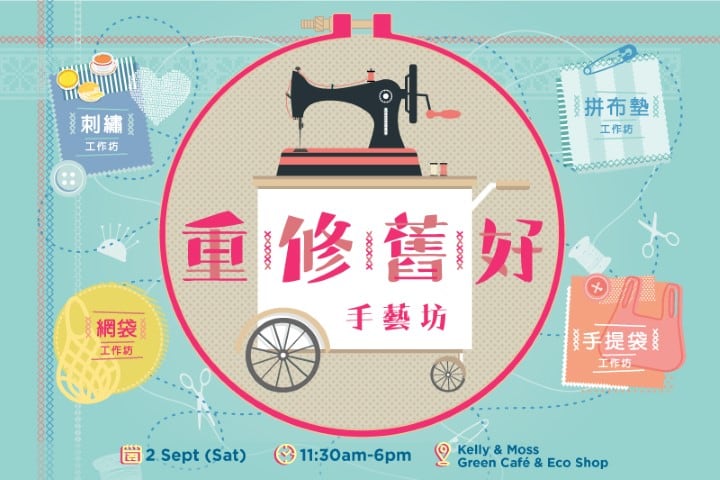 刺繡
工作坊
拼布墊
工作坊
重修舊好
手藝坊
網袋
工作坊
手提袋
工作坊
2 Sept (Sat)
11:30am-6pm
Kelly & Moss
Green Café & Eco Shop